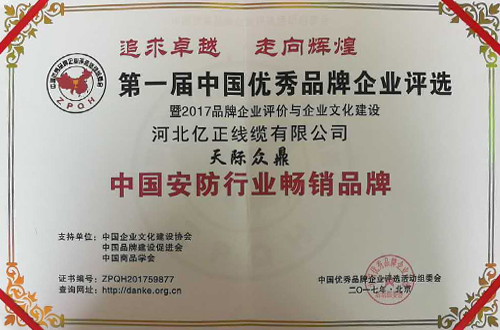 追求卓越 走向辉煌
第一届中国优秀品牌企业评选
暨2017品牌企业评价与企业文化建设
河北亿正线缆有限公司
天际众鼎
中国安防行业畅销品牌
支持单位：中国企业文化建设协会
中国品牌建设促进会
中国商品学会
证书编号：ZPQH201759877
查询网址：http://danke.org.cn
中国优秀品牌企业评选活动组委会
二〇一七年·北京
ZPQH